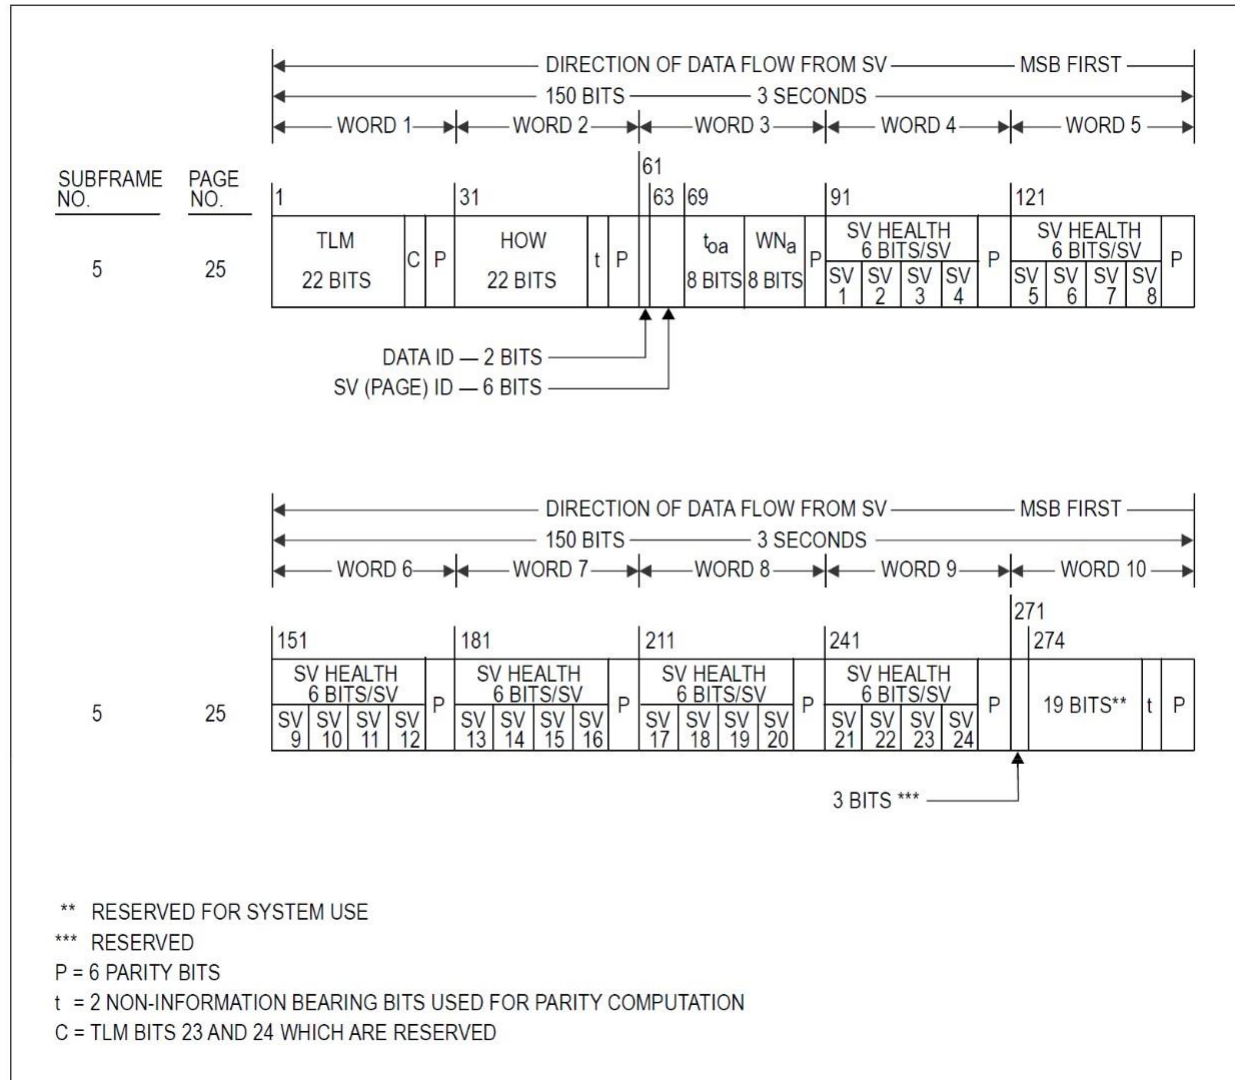 DIRECTION OF DATA FLOW FROM SV MSB FIRST
150 BITS 3 SECONDS
WORD 1 WORD 2 WORD 3 WORD 4 WORD 5
SUBFRAME NO. PAGE NO.
1 31 61 63 69 91 121
5 25
TLM 22 BITS C P
HOW 22 BITS t P
toa 8 BITS WNa 8 BITS P
SV HEALTH 6 BITS/SV P
SV 1 SV 2 SV 3 SV 4
SV HEALTH 6 BITS/SV P
SV 5 SV 6 SV 7 SV 8
DATA ID — 2 BITS
SV (PAGE) ID — 6 BITS
DIRECTION OF DATA FLOW FROM SV MSB FIRST
150 BITS 3 SECONDS
WORD 6 WORD 7 WORD 8 WORD 9 WORD 10
151 181 211 241 271 274
5 25
SV HEALTH 6 BITS/SV P
SV 9 SV 10 SV 11 SV 12
SV HEALTH 6 BITS/SV P
SV 13 SV 14 SV 15 SV 16
SV HEALTH 6 BITS/SV P
SV 17 SV 18 SV 19 SV 20
SV HEALTH 6 BITS/SV P
SV 21 SV 22 SV 23 SV 24
19 BITS** t P
3 BITS ***
** RESERVED FOR SYSTEM USE
*** RESERVED
P = 6 PARITY BITS
t = 2 NON-INFORMATION BEARING BITS USED FOR PARITY COMPUTATION
C = TLM BITS 23 AND 24 WHICH ARE RESERVED